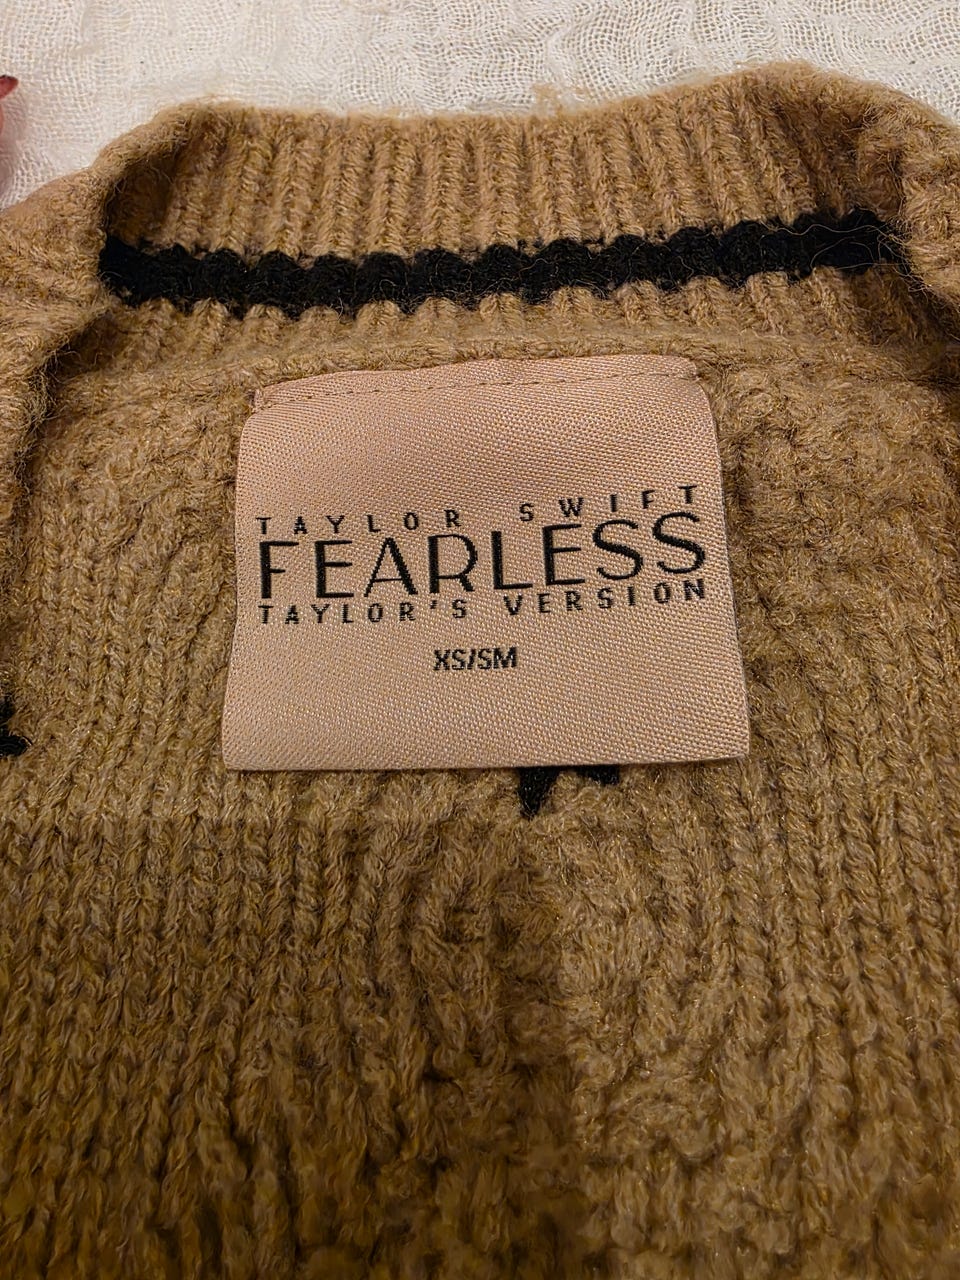 TAYLOR SWIFT
FEARLESS
TAYLOR'S VERSION
XS/SM